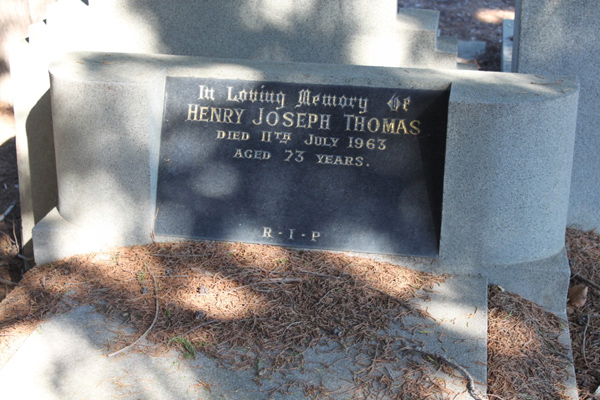 In Loving Memory Of
HENRY JOSEPH THOMAS
DIED 11TH JULY 1963
AGED 73 YEARS.
R-I-P